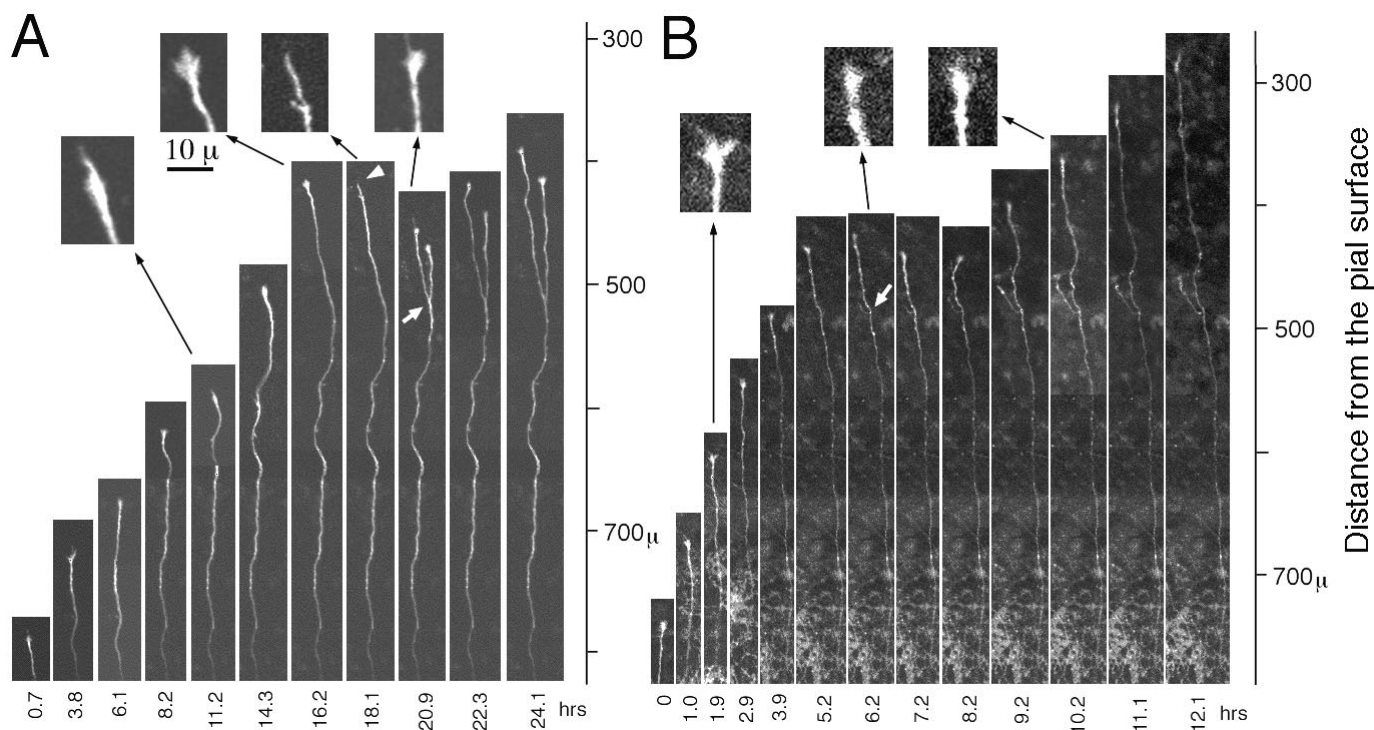 A
10 μ
300
500
700μ
0.7 3.8 6.1 8.2 11.2 14.3 16.2 18.1 20.9 22.3 24.1 hrs
B
300
500
700μ
0 1.0 1.9 2.9 3.9 5.2 6.2 7.2 8.2 9.2 10.2 11.1 12.1 hrs
Distance from the pial surface